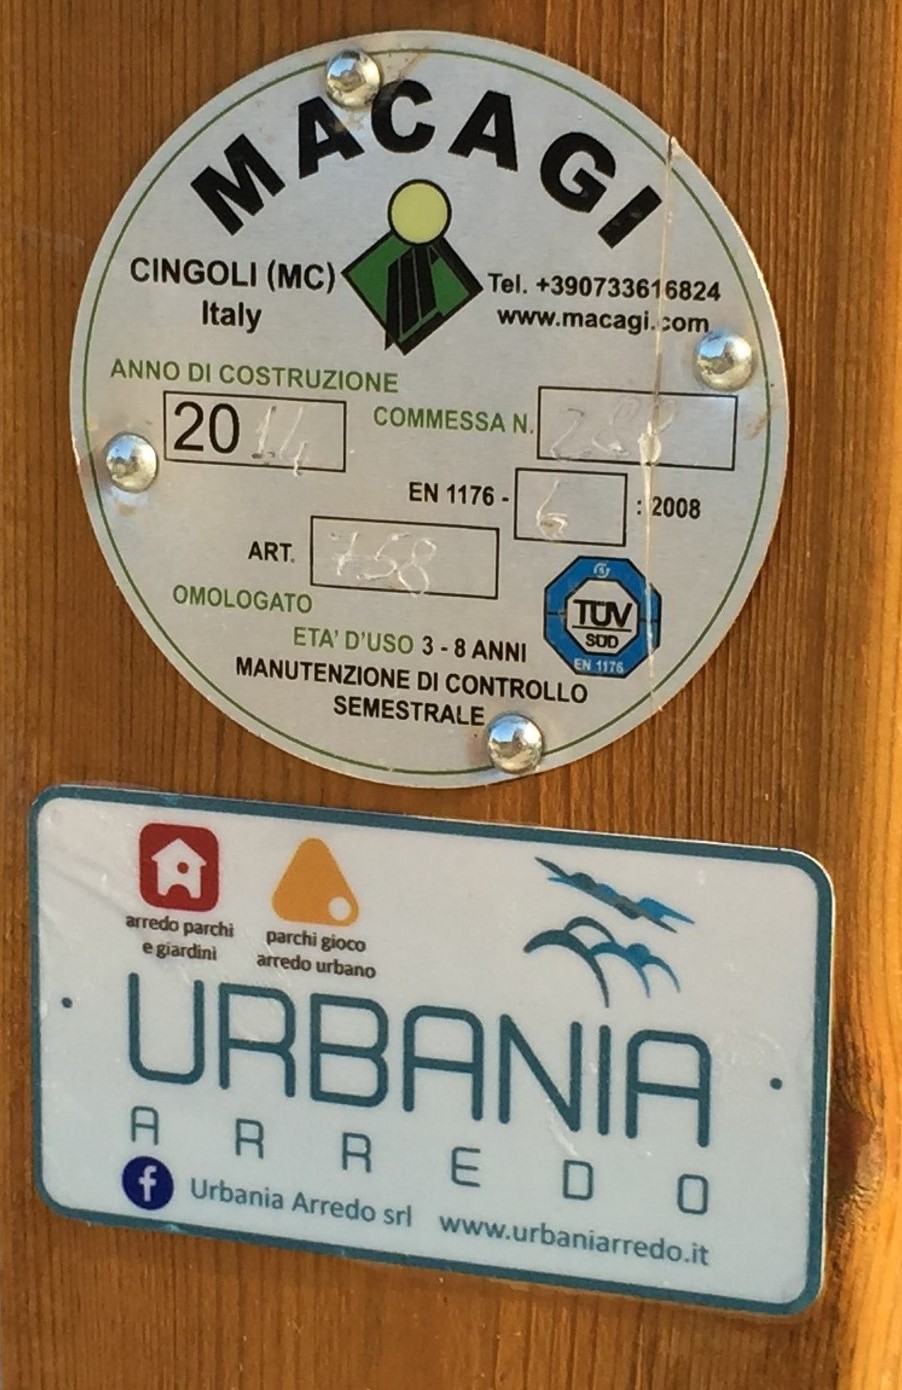 MACAGI
CINGOLI (MC)
Italy
Tel. +390733616824
www.macagi.com
ANNO DI COSTRUZIONE
2014
COMMESSA N.
EN 1176 - 6 : 2008
ART. 758
OMOLOGATO
TÜV
SÜD
EN 1176
ETA' D'USO 3 - 8 ANNI
MANUTENZIONE DI CONTROLLO
SEMESTRALE
arredo parchi
e giardini
parchi gioco
arredo urbano
URBANIA
ARREDO
f Urbania Arredo srl www.urbaniarredo.it